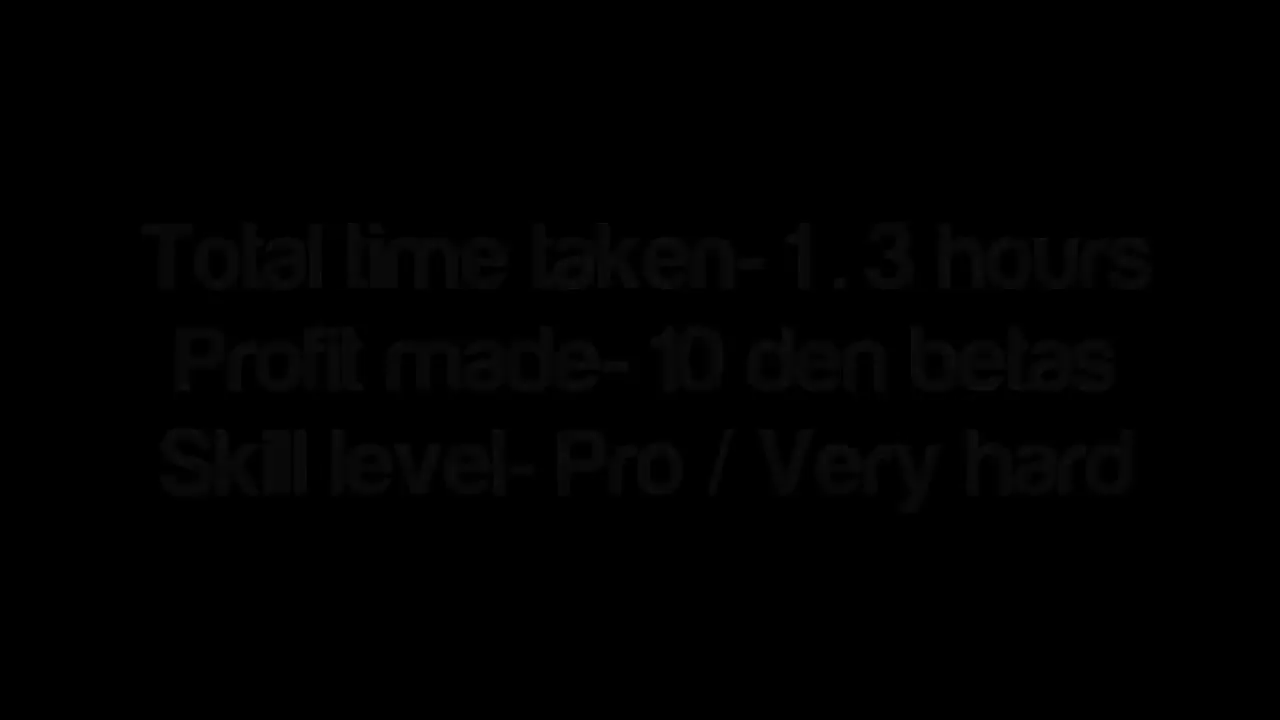 Total time taken- 1 . 3 hours
Profit made- 10 den betas
Skill level- Pro / Very hard